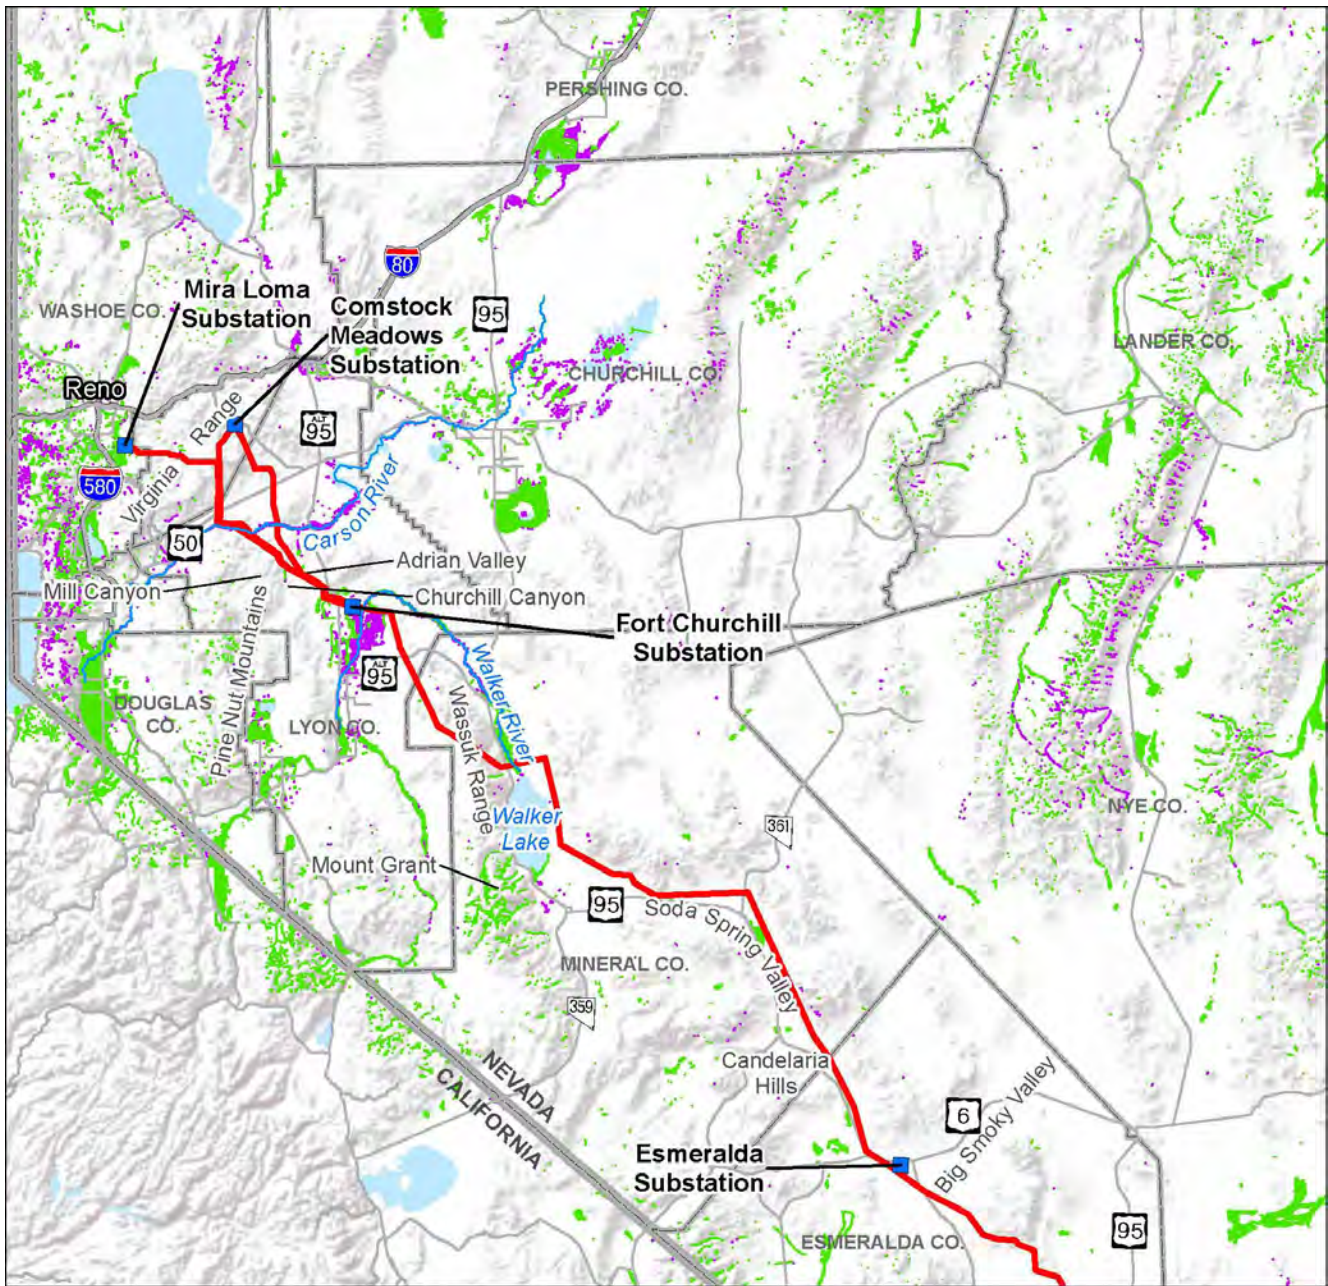 PERSHING CO.
80
Mira Loma
Substation
WASHOE CO.
Comstock
Meadows
Substation
95
LANDER CO.
CHURCHILL CO.
Reno
Range
ALT
95
580
Virginia
Carson River
50
Adrian Valley
Mill Canyon
Churchill Canyon
Fort Churchill
Substation
Pine Nut Mountains
ALT
95
Walker River
DOUGLAS
CO.
LYON CO.
Wassuk Range
NYE CO.
Walker
Lake
361
Mount Grant
95
Soda Spring Valley
MINERAL CO.
359
NEVADA
CALIFORNIA
Candelaria
Hills
6
Big Smoky Valley
Esmeralda
Substation
95
ESMERALDA CO.